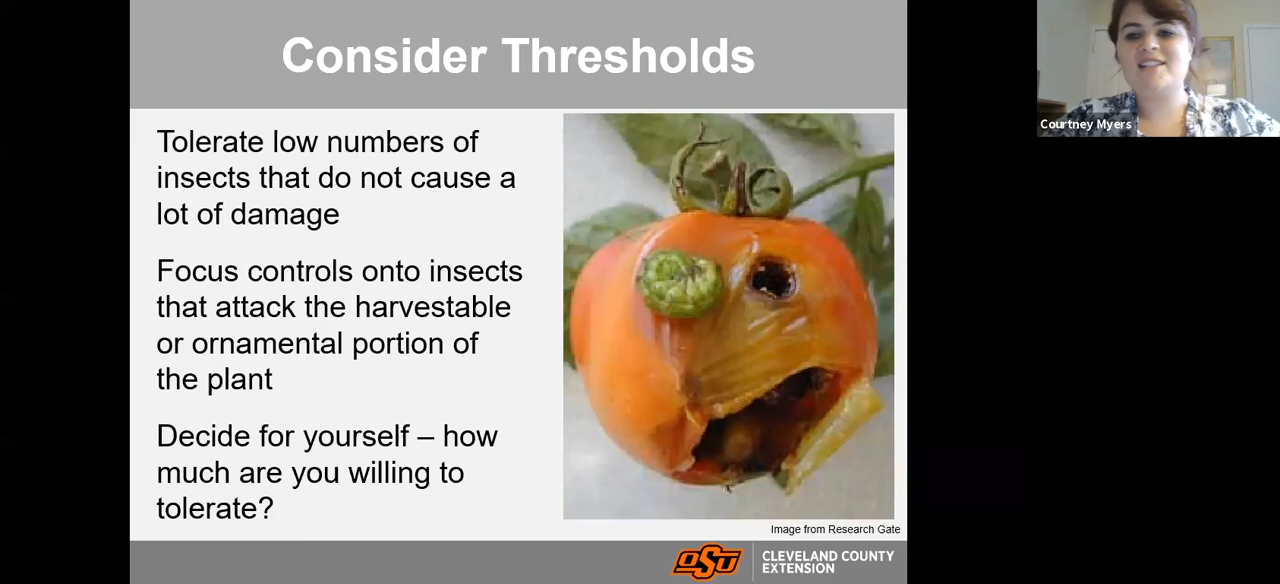 Consider Thresholds
Tolerate low numbers of
insects that do not cause a
lot of damage
Focus controls onto insects
that attack the harvestable
or ornamental portion of
the plant
Decide for yourself – how
much are you willing to
tolerate?
Image from Research Gate
OSU
CLEVELAND COUNTY
EXTENSION
Courtney Myers